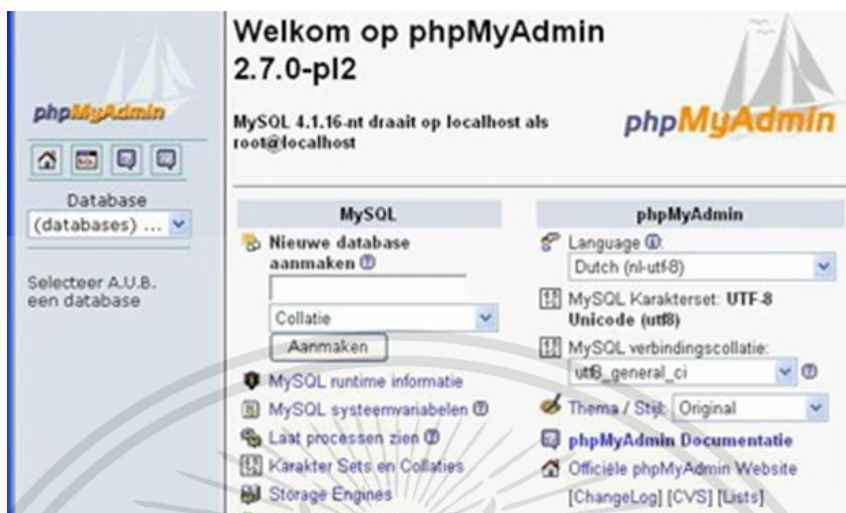 phpMyAdmin
Database
(databases) ...
Selecteer A.U.B.
een database
Welkom op phpMyAdmin
2.7.0-pl2
MySQL 4.1.16-nt draait op localhost als
root@localhost
phpMyAdmin
MySQL
Nieuwe database
aanmaken
Collatie
Aanmaken
MySQL runtime informatie
MySQL systeemvariabelen
Laat processen zien
Karakter Sets en Collaties
Storage Engines
phpMyAdmin
Language
Dutch (nl-utf-8)
MySQL Karakterset: UTF-8
Unicode (utf8)
MySQL verbindingscollatie:
utf8_general_ci
Thema / Stijl: Original
phpMyAdmin Documentatie
Officiële phpMyAdmin Website
[ChangeLog] [CVS] [Lists]